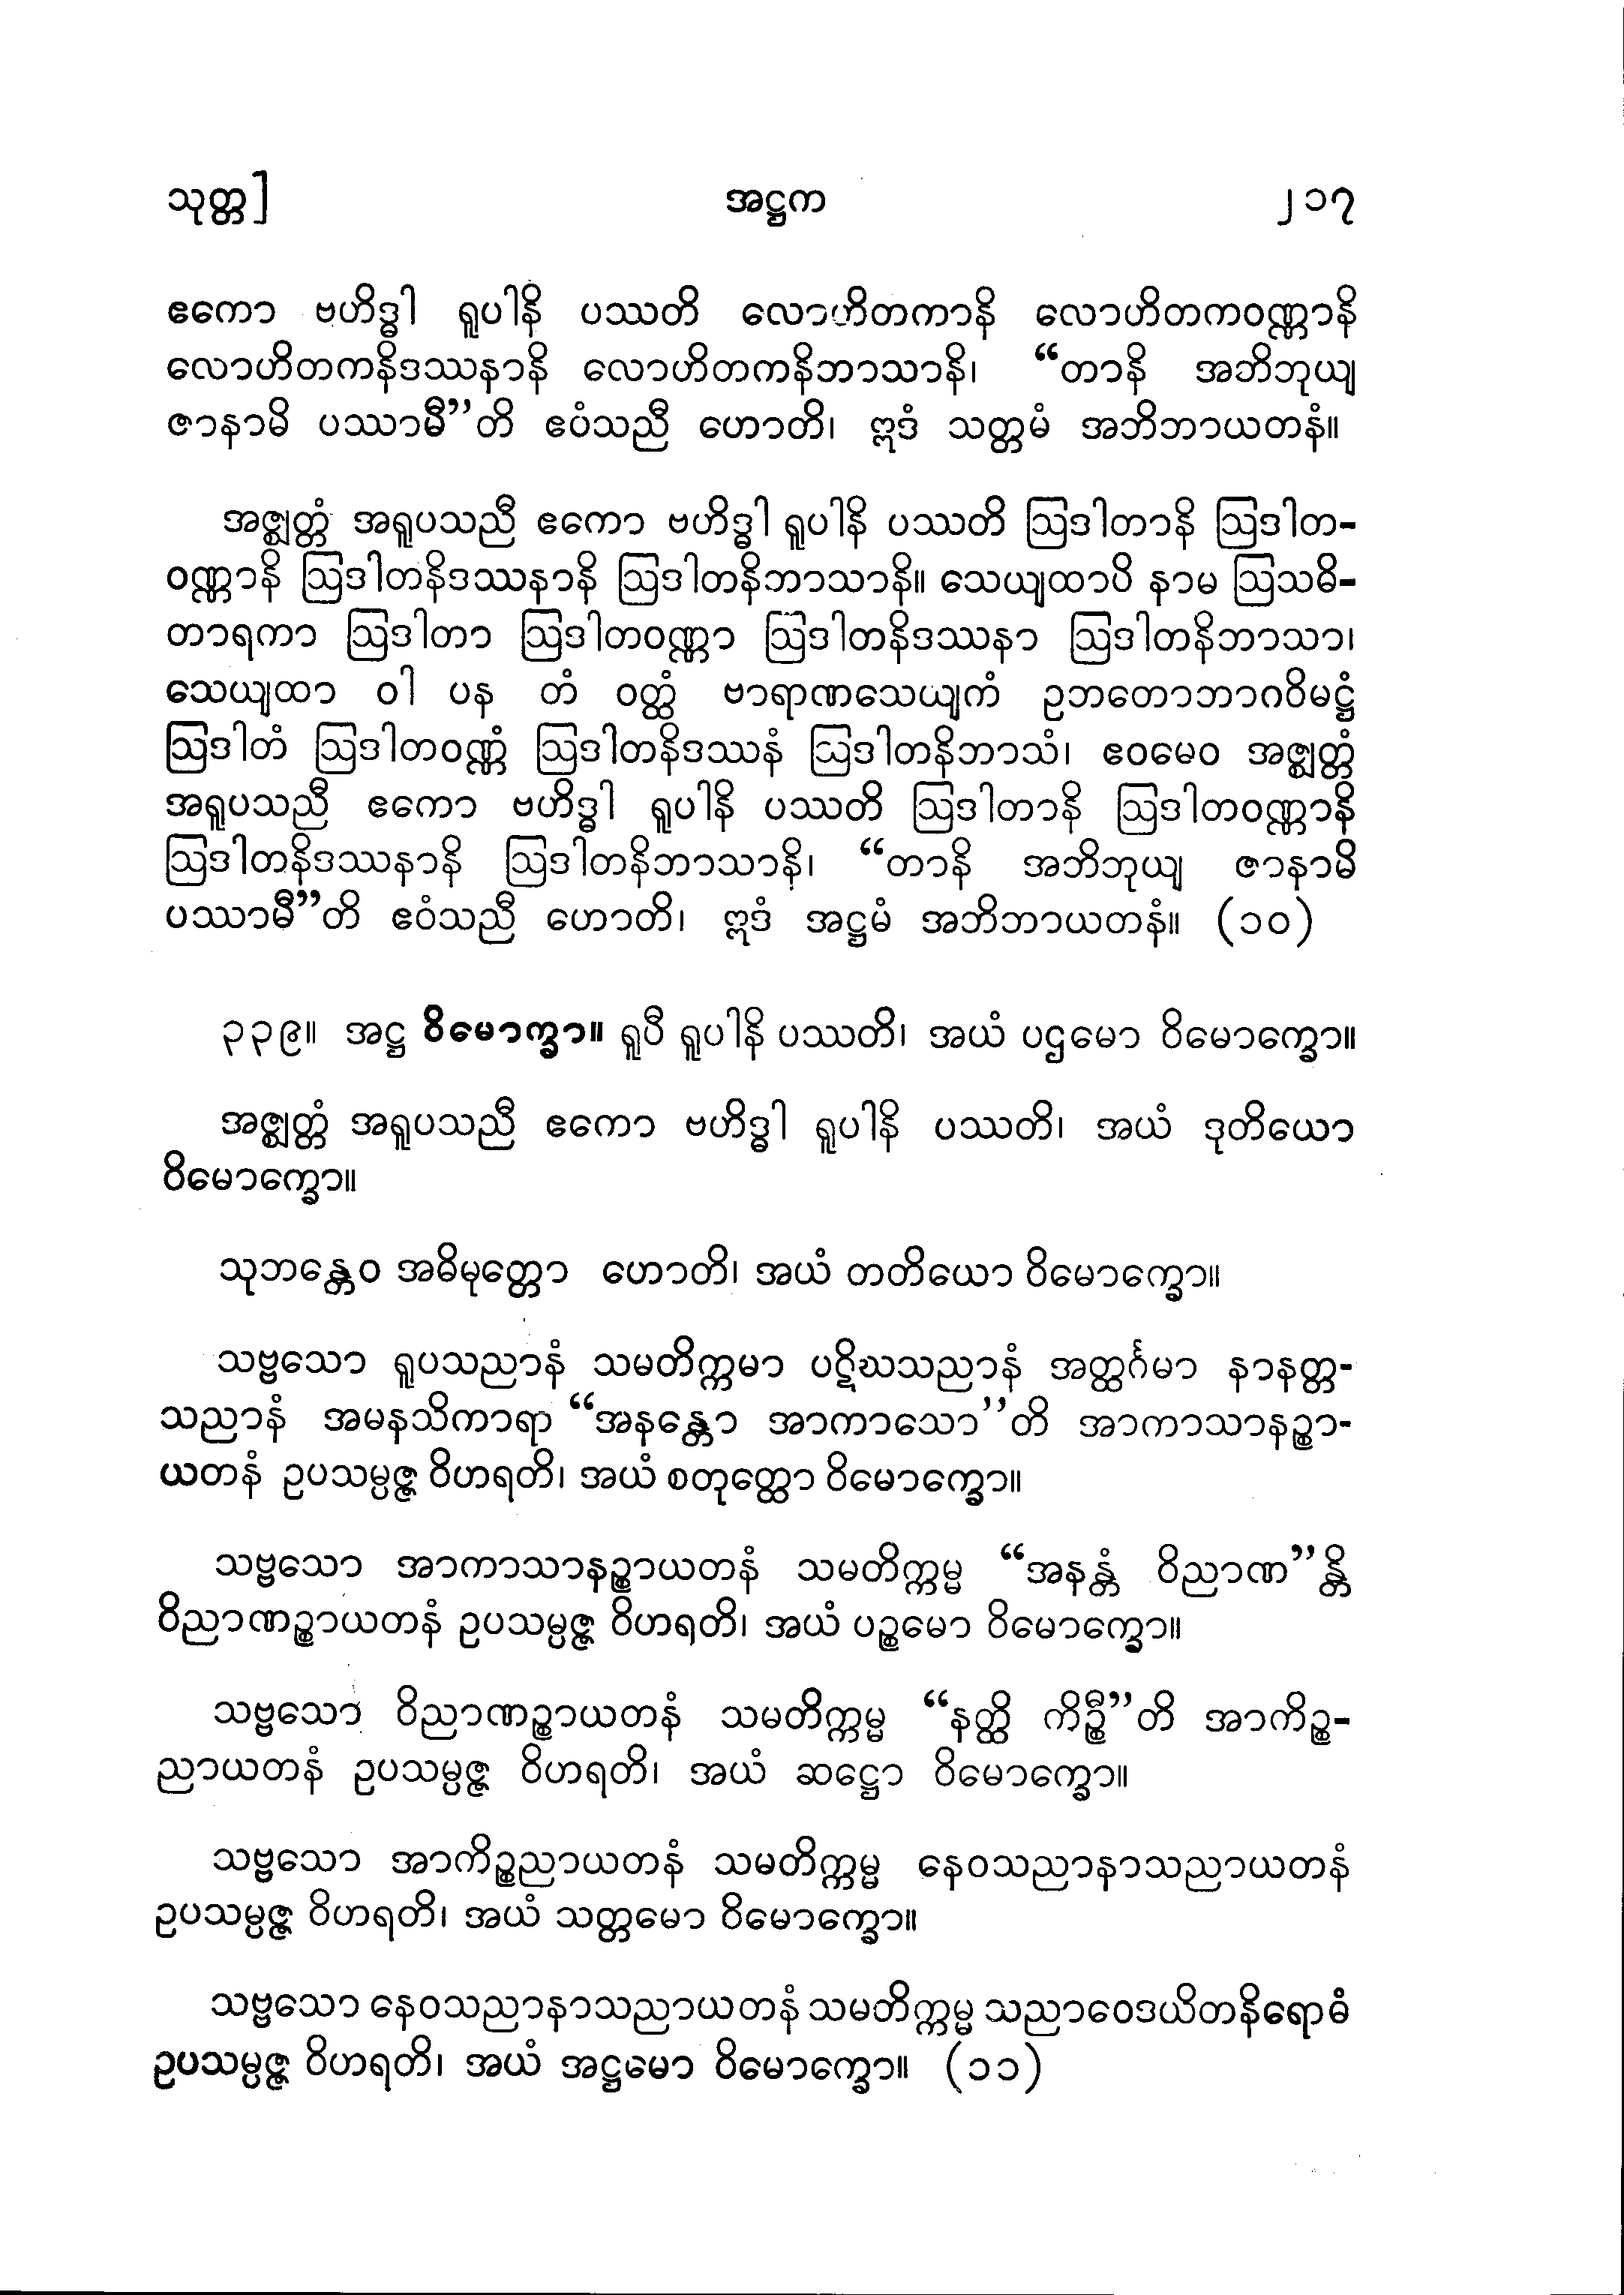 သုတ္တ]	အဋ္ဌက	၂၁၇
ဧကော ဗဟိဒ္ဓါ ရူပါနိ ပဿတိ လောဟိတကာနိ လောဟိတကဝဏ္ဏာနိ
လောဟိတကနိဒဿနာနိ လောဟိတကနိဘာသာနိ၊ “တာနိ အဘိဘုယျ
ဇာနာမိ ပဿာမီ”တိ ဧပံသညီ ဟောတိ၊ ဣဒံ သတ္တမံ အဘိဘာယတနံ။
အဇ္ဈတ္တံ အရူပသညီ ဧကော ဗဟိဒ္ဓါ ရူပါနိ ပဿတိ ဩဒါတာနိ ဩဒါတ-
ဝဏ္ဏာနိ ဩဒါတနိဒဿနာနိ ဩဒါတနိဘာသာနိ။ သေယျထာပိ နာမ ဩသဓိ-
တာရကာ ဩဒါတာ ဩဒါတဝဏ္ဏာ ဩဒါတနိဒဿနာ ဩဒါတနိဘာသာ၊
သေယျထာ ဝါ ပန တံ ဝတ္ထံ ဗာရာဏသေယျကံ ဥဘတောဘာဂဝိမဋ္ဌံ
ဩဒါတံ ဩဒါတဝဏ္ဏံ ဩဒါတနိဒဿနံ ဩဒါတနိဘာသံ၊ ဧဝမေဝ အဇ္ဈတ္တံ
အရူပသညီ ဧကော ဗဟိဒ္ဓါ ရူပါနိ ပဿတိ ဩဒါတာနိ ဩဒါတဝဏ္ဏာနိ
ဩဒါတနိဒဿနာနိ ဩဒါတနိဘာသာနိ၊ “တာနိ အဘိဘုယျ ဇာနာမိ
ပဿာမီ”တိ ဧဝံသညီ ဟောတိ၊ ဣဒံ အဋ္ဌမံ အဘိဘာယတနံ။ (၁၀)
၃၃၉။ အဋ္ဌ ဝိမောက္ခာ။ ရူပီ ရူပါနိ ပဿတိ၊ အယံ ပဌမော ဝိမောက္ခော။
အဇ္ဈတ္တံ အရူပသညီ ဧကော ဗဟိဒ္ဓါ ရူပါနိ ပဿတိ၊ အယံ ဒုတိယော
ဝိမောက္ခော။
သုဘန္တေဝ အဓိမုတ္တော ဟောတိ၊ အယံ တတိယော ဝိမောက္ခော။
သဗ္ဗသော ရူပသညာနံ သမတိက္ကမာ ပဋိဃသညာနံ အတ္ထင်္ဂမာ နာနတ္တ-
သညာနံ အမနသိကာရာ “အနန္တော အာကာသော”တိ အာကာသာနဉ္စာ-
ယတနံ ဥပသမ္ပဇ္ဇ ဝိဟရတိ၊ အယံ စတုတ္ထော ဝိမောက္ခော။
သဗ္ဗသော အာကာသာနဉ္စာယတနံ သမတိက္ကမ္မ “အနန္တံ ဝိညာဏ”န္တိ
ဝိညာဏဉ္စာယတနံ ဥပသမ္ပဇ္ဇ ဝိဟရတိ၊ အယံ ပဉ္စမော ဝိမောက္ခော။
သဗ္ဗသော ဝိညာဏဉ္စာယတနံ သမတိက္ကမ္မ “နတ္ထိ ကိဉ္စီ”တိ အာကိဉ္စ-
ညာယတနံ ဥပသမ္ပဇ္ဇ ဝိဟရတိ၊ အယံ ဆဋ္ဌော ဝိမောက္ခော။
သဗ္ဗသော အာကိဉ္စညာယတနံ သမတိက္ကမ္မ နေဝသညာနာသညာယတနံ
ဥပသမ္ပဇ္ဇ ဝိဟရတိ၊ အယံ သတ္တမော ဝိမောက္ခော။
သဗ္ဗသော နေဝသညာနာသညာယတနံ သမတိက္ကမ္မ သညာဝေဒယိတနိရောဓံ
ဥပသမ္ပဇ္ဇ ဝိဟရတိ၊ အယံ အဋ္ဌမော ဝိမောက္ခော။ (၁၁)